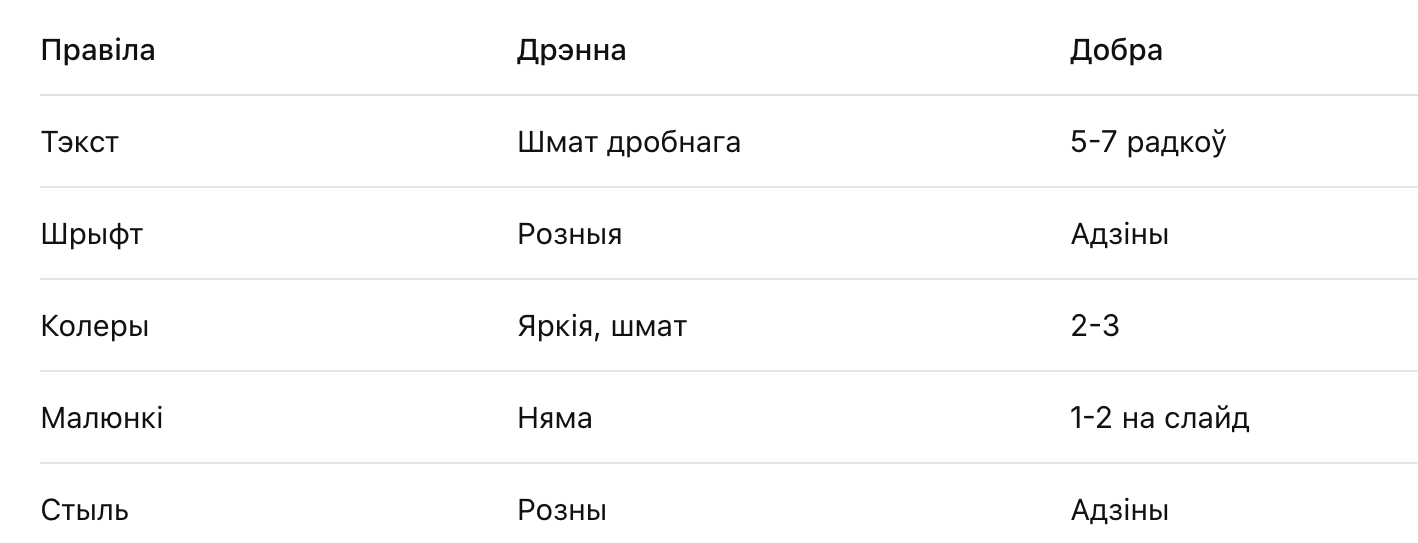 Правіла Дрэнна Добра
Тэкст Шмат дробнага 5-7 радкоў
Шрыфт Розныя Адзіны
Колеры Яркія, шмат 2-3
Малюнкі Няма 1-2 на слайд
Стыль Розны Адзіны